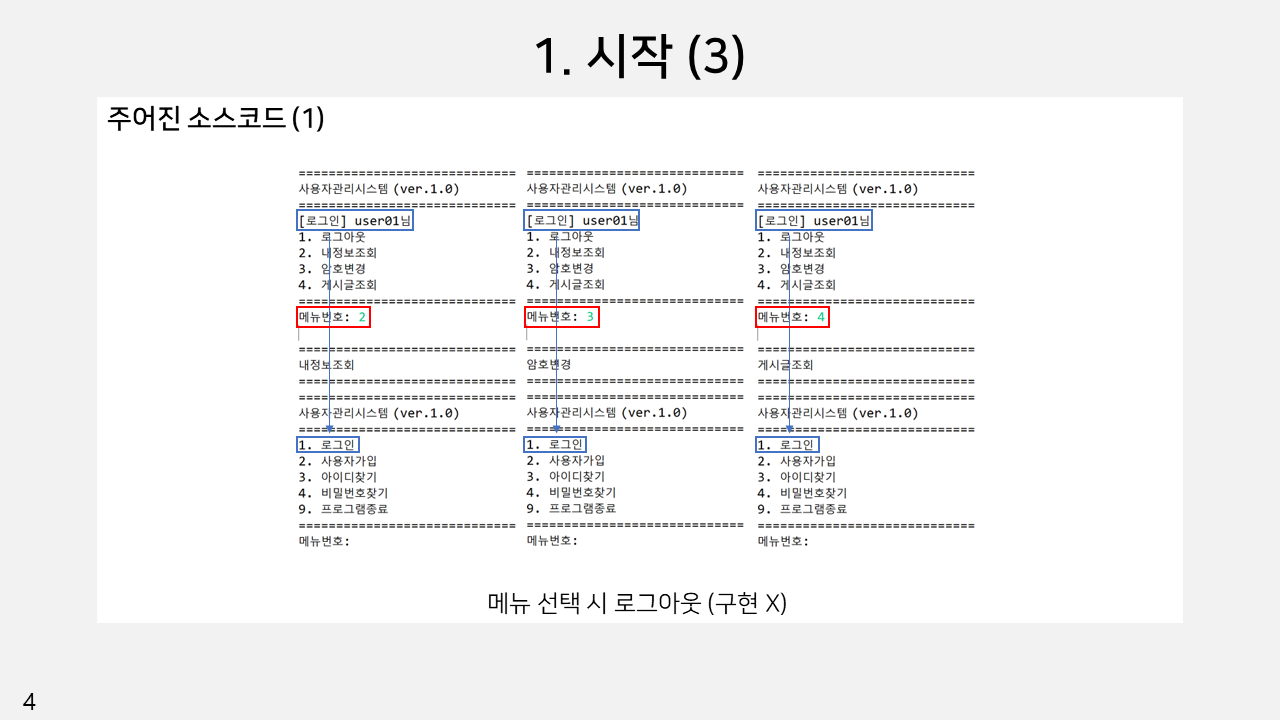 1. 시작 (3)
주어진 소스코드 (1)
=============================
사용자관리시스템 (ver.1.0)
=============================
[로그인] user01님
1. 로그아웃
2. 내정보조회
3. 암호변경
4. 게시글조회
=============================
메뉴번호: 2
=============================
내정보조회
=============================
=============================
사용자관리시스템 (ver.1.0)
=============================
1. 로그인
2. 사용자가입
3. 아이디찾기
4. 비밀번호찾기
9. 프로그램종료
=============================
메뉴번호:
=============================
사용자관리시스템 (ver.1.0)
=============================
[로그인] user01님
1. 로그아웃
2. 내정보조회
3. 암호변경
4. 게시글조회
=============================
메뉴번호: 3
=============================
암호변경
=============================
=============================
사용자관리시스템 (ver.1.0)
=============================
1. 로그인
2. 사용자가입
3. 아이디찾기
4. 비밀번호찾기
9. 프로그램종료
=============================
메뉴번호:
=============================
사용자관리시스템 (ver.1.0)
=============================
[로그인] user01님
1. 로그아웃
2. 내정보조회
3. 암호변경
4. 게시글조회
=============================
메뉴번호: 4
=============================
게시글조회
=============================
=============================
사용자관리시스템 (ver.1.0)
=============================
1. 로그인
2. 사용자가입
3. 아이디찾기
4. 비밀번호찾기
9. 프로그램종료
=============================
메뉴번호:
메뉴 선택 시 로그아웃 (구현 X)
4